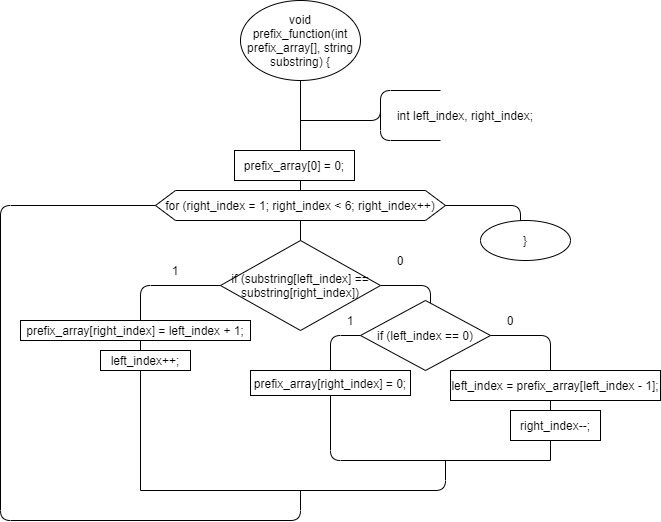 void
prefix_function(int
prefix_array[], string
substring) {
int left_index, right_index;
prefix_array[0] = 0;
for (right_index = 1; right_index < 6; right_index++)
}
1
if (substring[left_index] ==
substring[right_index])
0
prefix_array[right_index] = left_index + 1;
left_index++;
1
if (left_index == 0)
0
prefix_array[right_index] = 0;
left_index = prefix_array[left_index - 1];
right_index--;